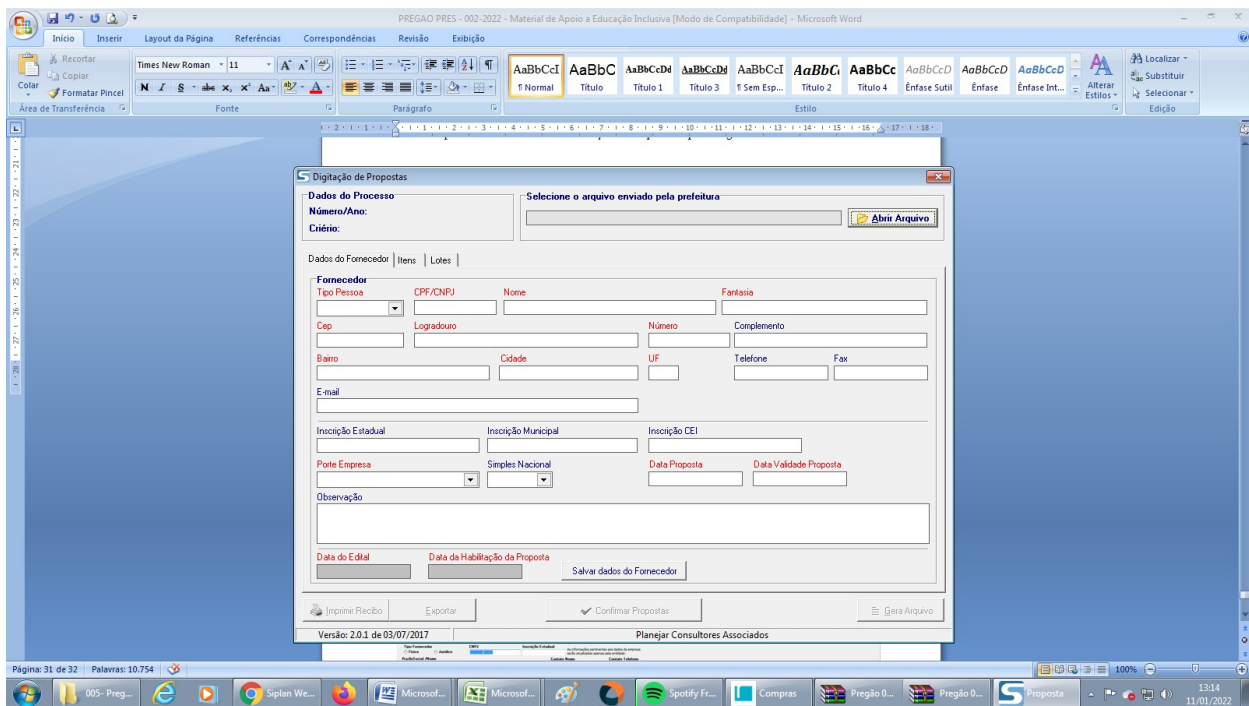 PREGAO PRES - 002-2022 - Material de Apoio a Educação Inclusiva [Modo de Compatibilidade] - Microsoft Word
Início Inserir Layout da Página Referências Correspondências Revisão Exibição
Recortar
Copiar
Formatar Pincel
Colar
Área de Transferência
Times New Roman 11
N I S abe x, x² Aa
Fonte
Parágrafo
AaBbCcI AaBbC AaBbCcDd AaBbCcDd AaBbCcI AaBbC AaBbCc AaBbCcD AaBbCcD AaBbCcD
¶ Normal Título Título 1 Título 3 ¶ Sem Esp... Título 2 Título 4 Ênfase Sutil Ênfase Ênfase Int...
Alterar Estilos
Estilo
Localizar
Substituir
Selecionar
Edição
Digitação de Propostas
Dados do Processo
Número/Ano:
Criério:
Selecione o arquivo enviado pela prefeitura
Abrir Arquivo
Dados do Fornecedor Itens Lotes
Fornecedor
Tipo Pessoa CPF/CNPJ Nome Fantasia
Cep Logradouro Número Complemento
Bairro Cidade UF Telefone Fax
E-mail
Inscrição Estadual Inscrição Municipal Inscrição CEI
Porte Empresa Simples Nacional Data Proposta Data Validade Proposta
Observação
Data do Edital Data da Habilitação da Proposta
Salvar dados do Fornecedor
Imprimir Recibo Exportar Confirmar Propostas Gera Arquivo
Versão: 2.0.1 de 03/07/2017 Planejar Consultores Associados
Página: 31 de 32 Palavras: 10.754 100%
005- Preg... Siplan We... Microsof... Microsof... Spotify Fr... Compras Pregão 0... Pregão 0... Proposta
13:14
11/01/2022